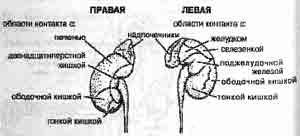 ПРАВАЯ
ЛЕВАЯ
области контакта с:
печенью
двенадцатиперстной
кишкой
ободочной кишкой
тонкой кишкой
надпочечники
области контакта с:
желудком
селезенкой
поджелудочной
железой
ободочной кишкой
тонкой кишкой